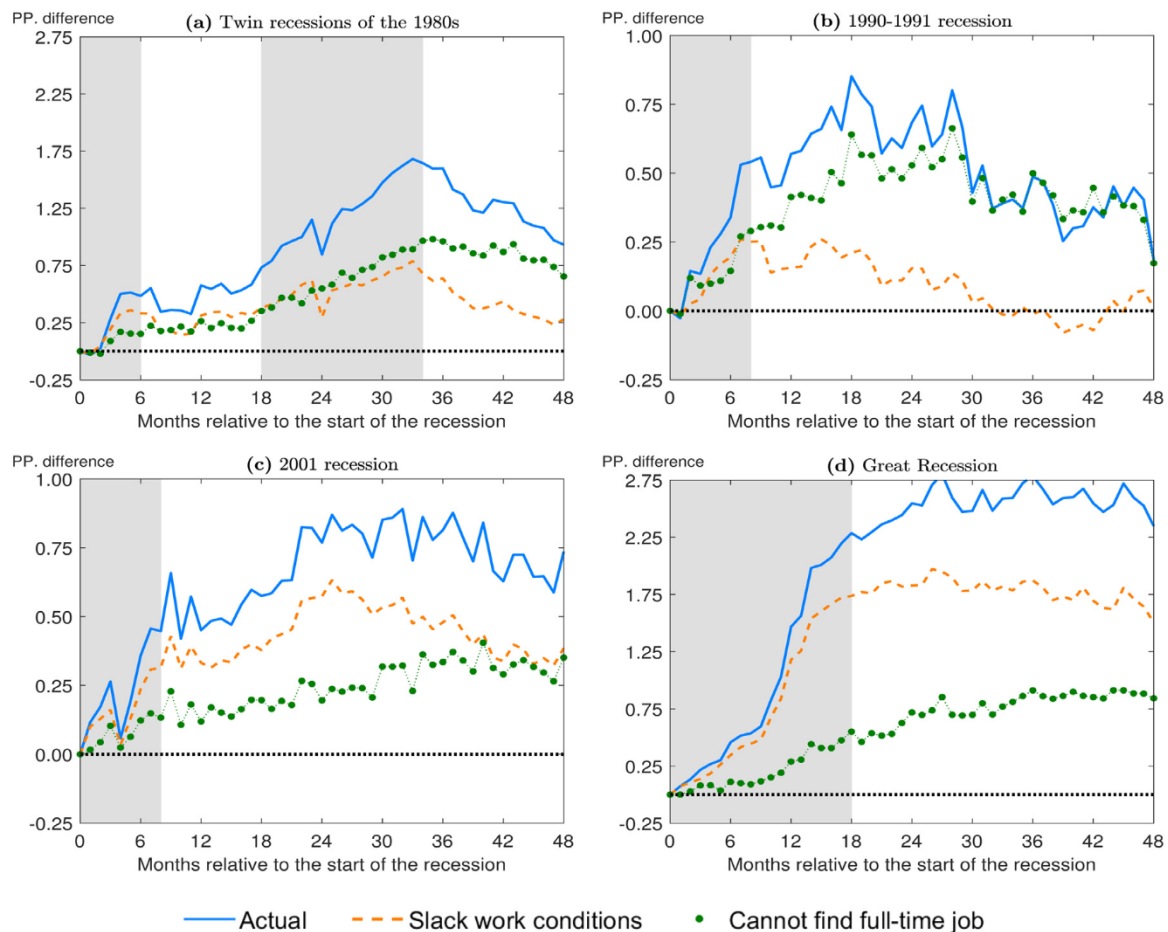 PP. difference
(a) Twin recessions of the 1980s
2.75
2.25
1.75
1.25
0.75
0.25
-0.25
0 6 12 18 24 30 36 42 48
Months relative to the start of the recession
PP. difference
(b) 1990-1991 recession
1.00
0.75
0.50
0.25
0.00
-0.25
0 6 12 18 24 30 36 42 48
Months relative to the start of the recession
PP. difference
(c) 2001 recession
1.00
0.75
0.50
0.25
0.00
-0.25
0 6 12 18 24 30 36 42 48
Months relative to the start of the recession
PP. difference
(d) Great Recession
2.75
2.25
1.75
1.25
0.75
0.25
-0.25
0 6 12 18 24 30 36 42 48
Months relative to the start of the recession
Actual
Slack work conditions
Cannot find full-time job